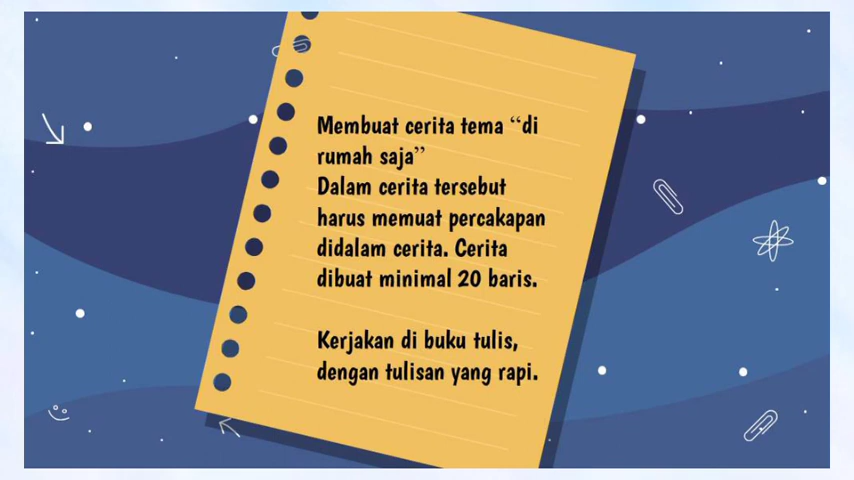 Membuat cerita tema “di
rumah saja”
Dalam cerita tersebut
harus memuat percakapan
didalam cerita. Cerita
dibuat minimal 20 baris.
Kerjakan di buku tulis,
dengan tulisan yang rapi.